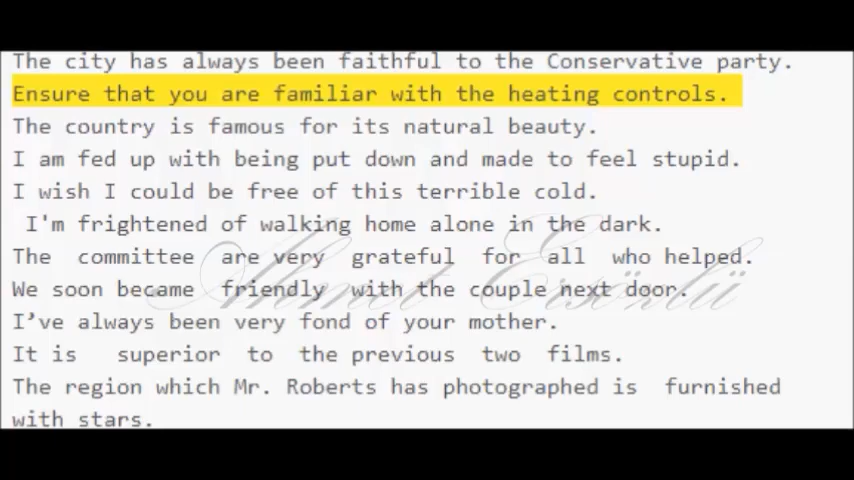 The city has always been faithful to the Conservative party.
Ensure that you are familiar with the heating controls.
The country is famous for its natural beauty.
I am fed up with being put down and made to feel stupid.
I wish I could be free of this terrible cold.
I'm frightened of walking home alone in the dark.
The committee are very grateful for all who helped.
We soon became friendly with the couple next door.
I’ve always been very fond of your mother.
It is superior to the previous two films.
The region which Mr. Roberts has photographed is furnished
with stars.
Ahmet Ersözlü